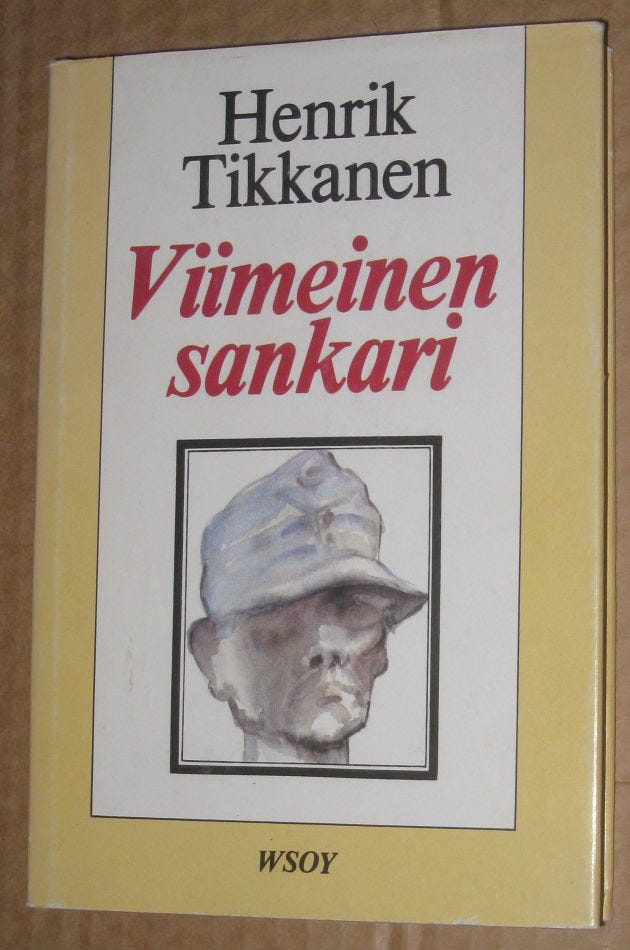 Henrik
Tikkanen
Viimeinen
sankari
WSOY